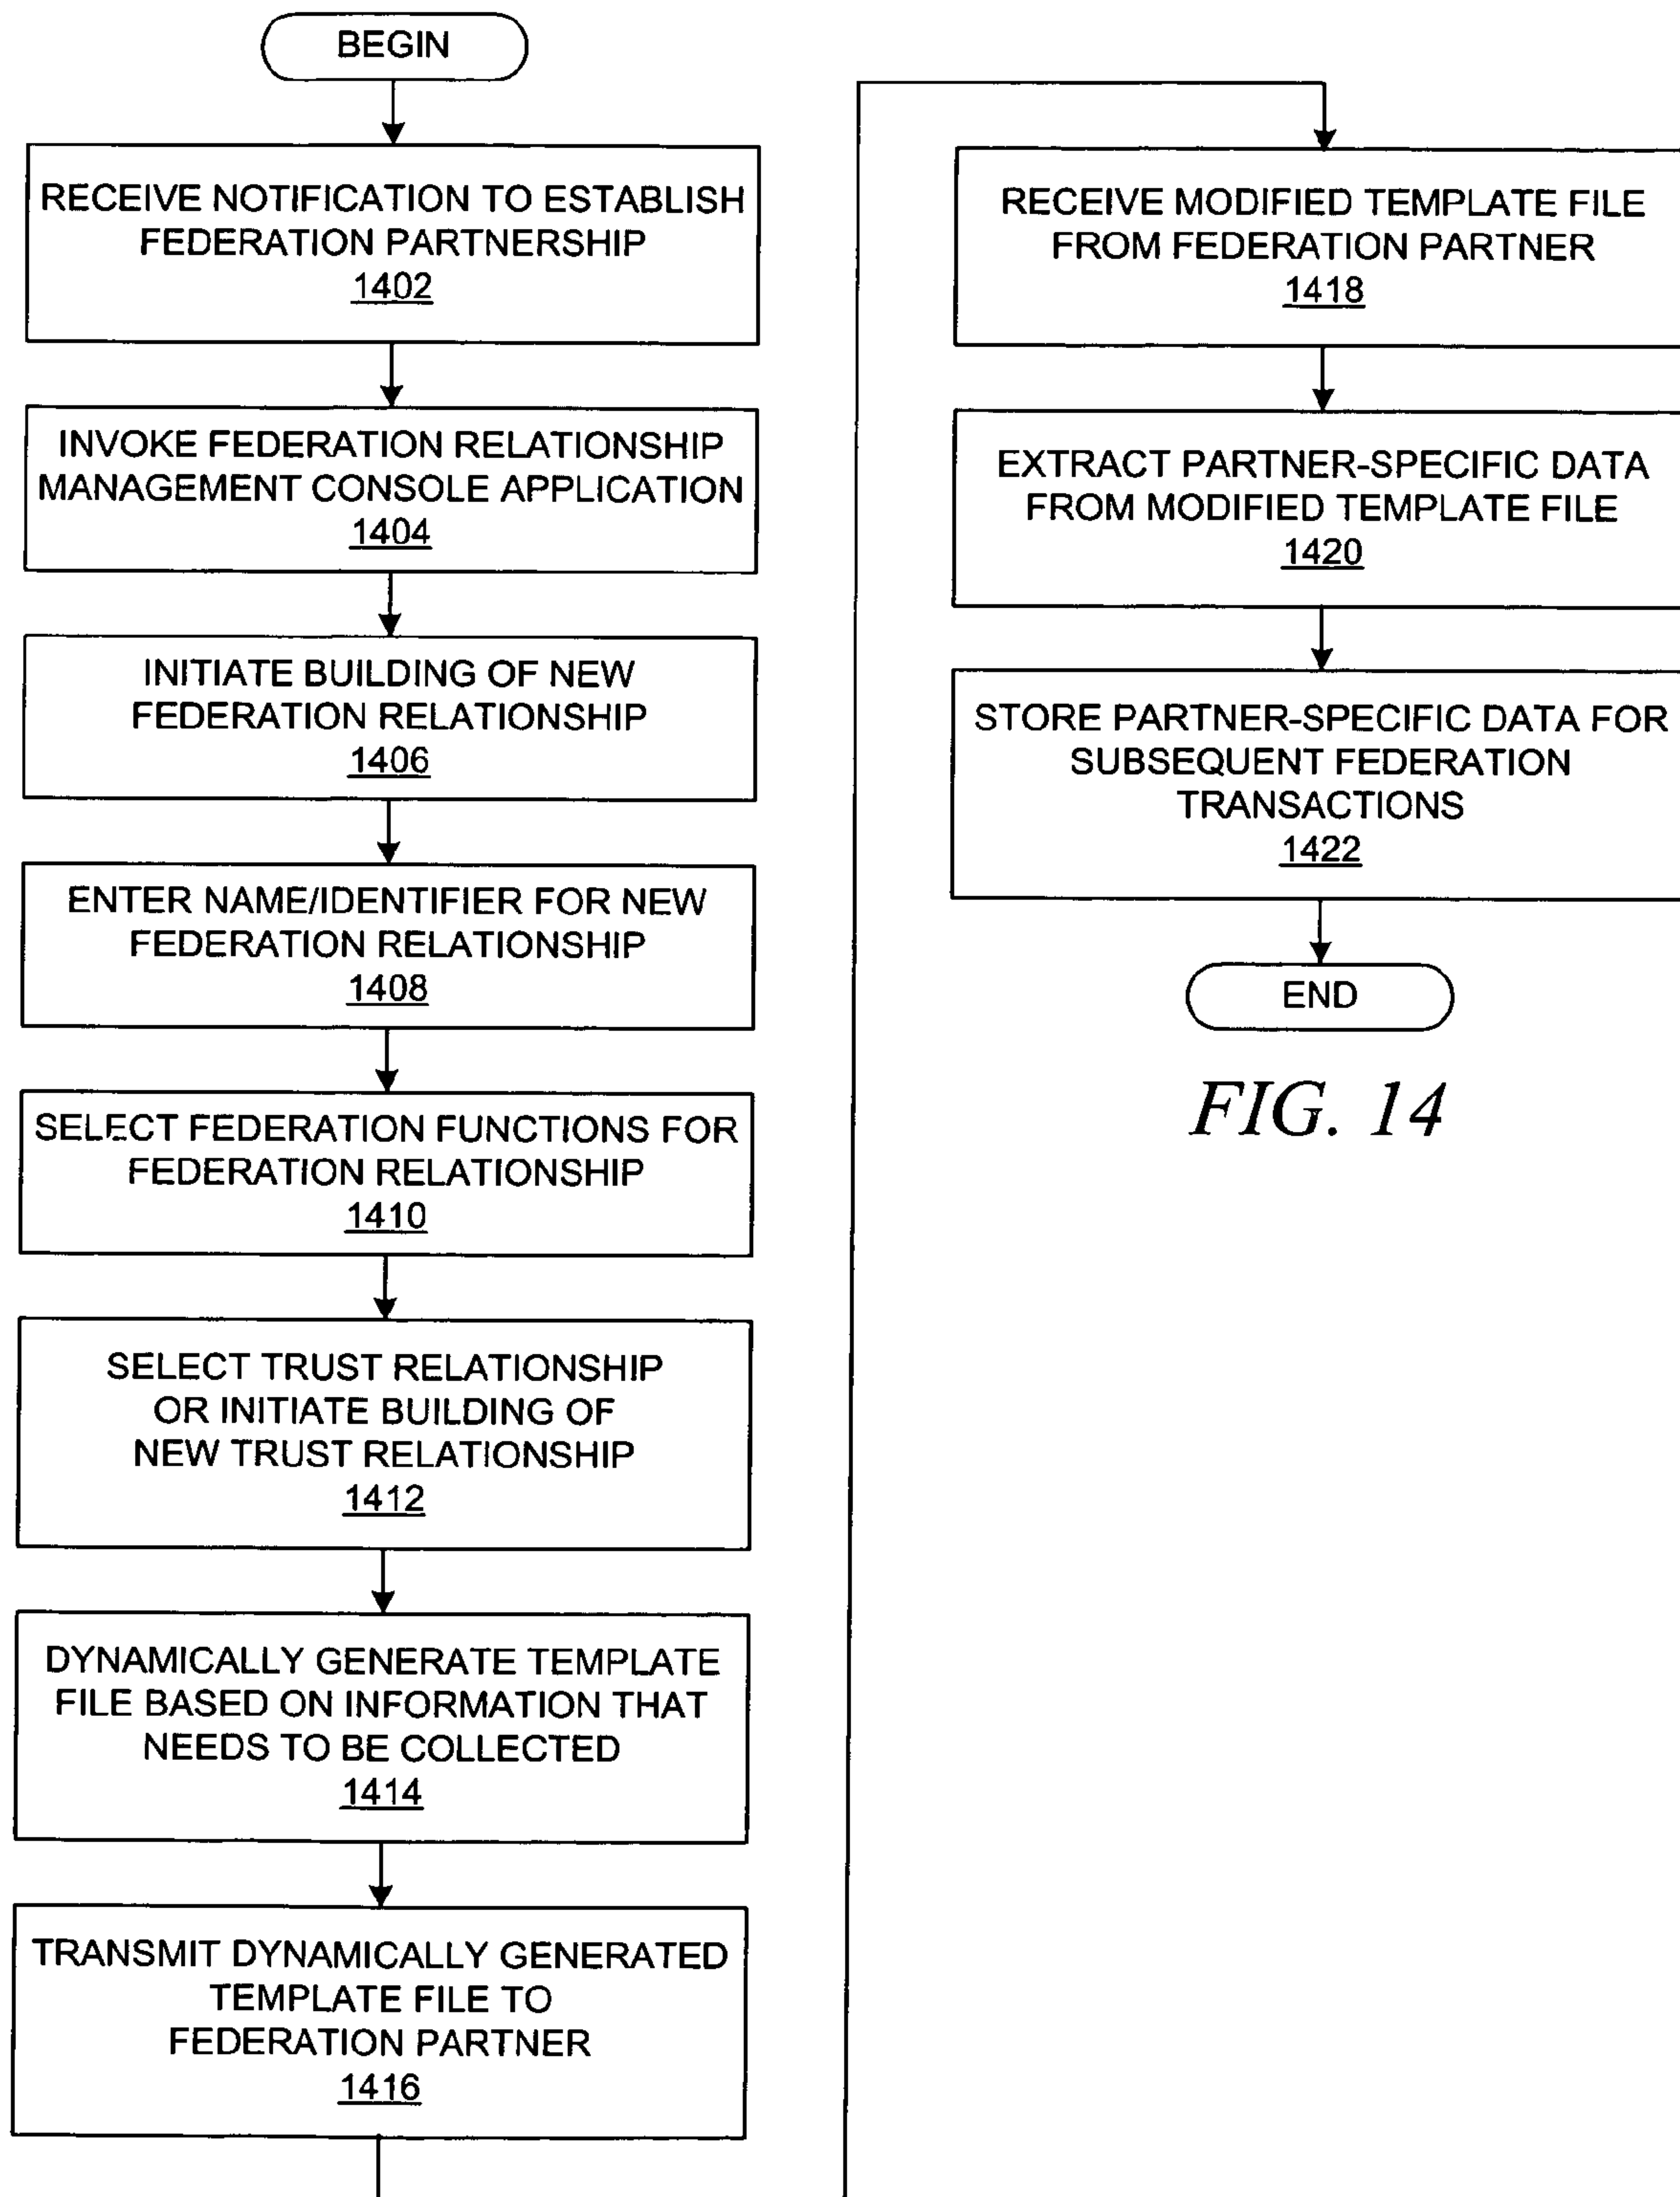 BEGIN
RECEIVE NOTIFICATION TO ESTABLISH
FEDERATION PARTNERSHIP
1402
INVOKE FEDERATION RELATIONSHIP
MANAGEMENT CONSOLE APPLICATION
1404
INITIATE BUILDING OF NEW
FEDERATION RELATIONSHIP
1406
ENTER NAME/IDENTIFIER FOR NEW
FEDERATION RELATIONSHIP
1408
SELECT FEDERATION FUNCTIONS FOR
FEDERATION RELATIONSHIP
1410
SELECT TRUST RELATIONSHIP
OR INITIATE BUILDING OF
NEW TRUST RELATIONSHIP
1412
DYNAMICALLY GENERATE TEMPLATE
FILE BASED ON INFORMATION THAT
NEEDS TO BE COLLECTED
1414
TRANSMIT DYNAMICALLY GENERATED
TEMPLATE FILE TO
FEDERATION PARTNER
1416
RECEIVE MODIFIED TEMPLATE FILE
FROM FEDERATION PARTNER
1418
EXTRACT PARTNER-SPECIFIC DATA
FROM MODIFIED TEMPLATE FILE
1420
STORE PARTNER-SPECIFIC DATA FOR
SUBSEQUENT FEDERATION
TRANSACTIONS
1422
END
FIG. 14